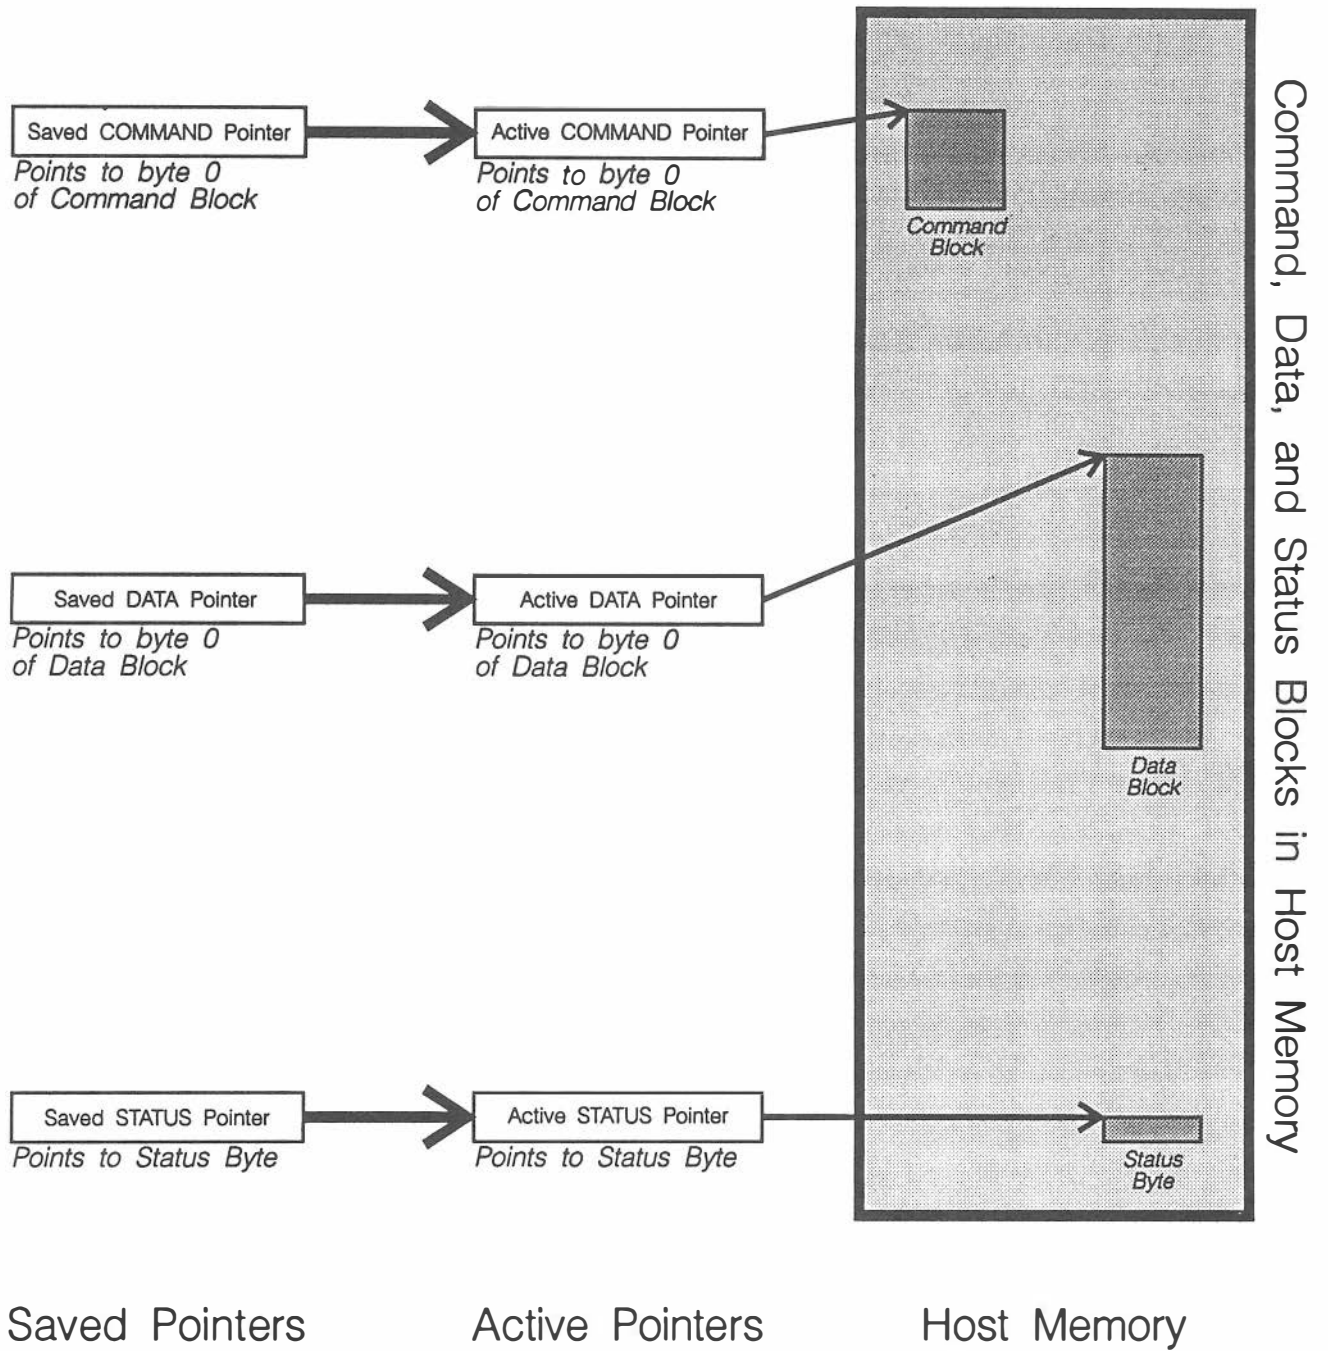 Saved COMMAND Pointer
Points to byte 0
of Command Block
Active COMMAND Pointer
Points to byte 0
of Command Block
Command
Block
Saved DATA Pointer
Points to byte 0
of Data Block
Active DATA Pointer
Points to byte 0
of Data Block
Data
Block
Saved STATUS Pointer
Points to Status Byte
Active STATUS Pointer
Points to Status Byte
Status
Byte
Command, Data, and Status Blocks in Host Memory
Saved Pointers
Active Pointers
Host Memory